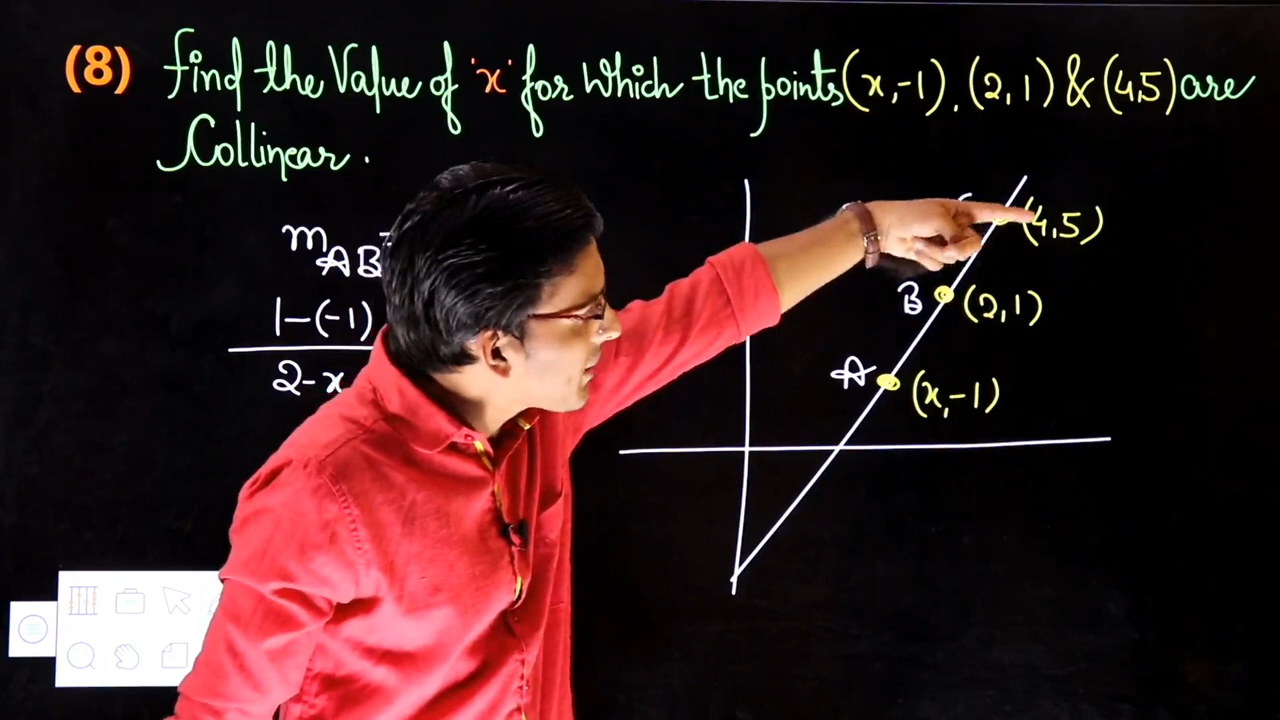 (8) find the Value of 'x' for which the points (x,-1), (2,1) & (4,5) are
Collinear.
m AB
1-(-1)
2-x
(4,5)
B (2,1)
A (x,-1)